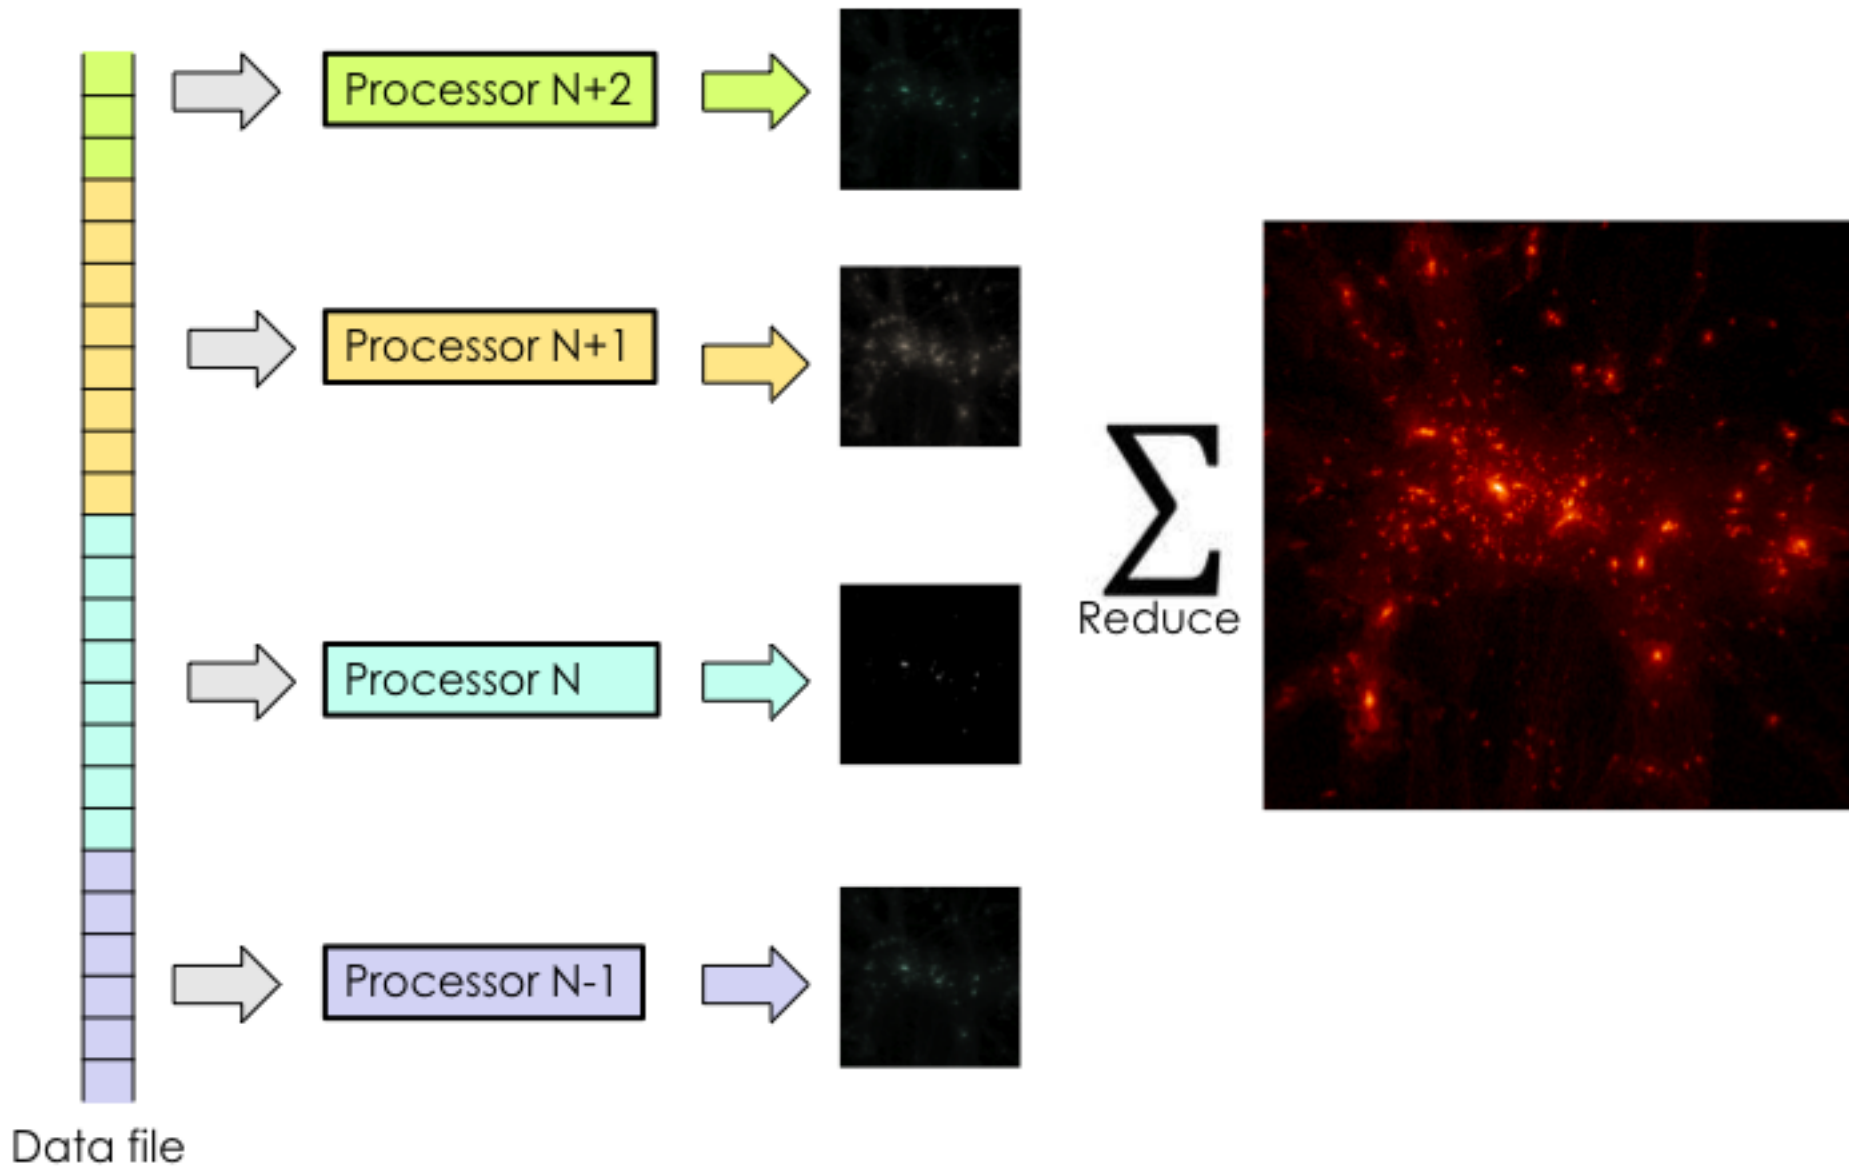 Processor N+2
Processor N+1
Σ
Reduce
Processor N
Processor N-1
Data file